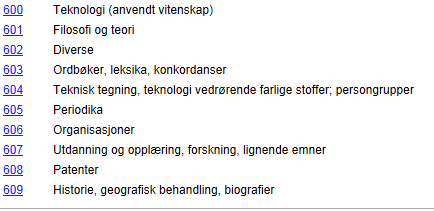 600 Teknologi (anvendt vitenskap)
601 Filosofi og teori
602 Diverse
603 Ordbøker, leksika, konkordanser
604 Teknisk tegning, teknologi vedrørende farlige stoffer; persongrupper
605 Periodika
606 Organisasjoner
607 Utdanning og opplæring, forskning, lignende emner
608 Patenter
609 Historie, geografisk behandling, biografier